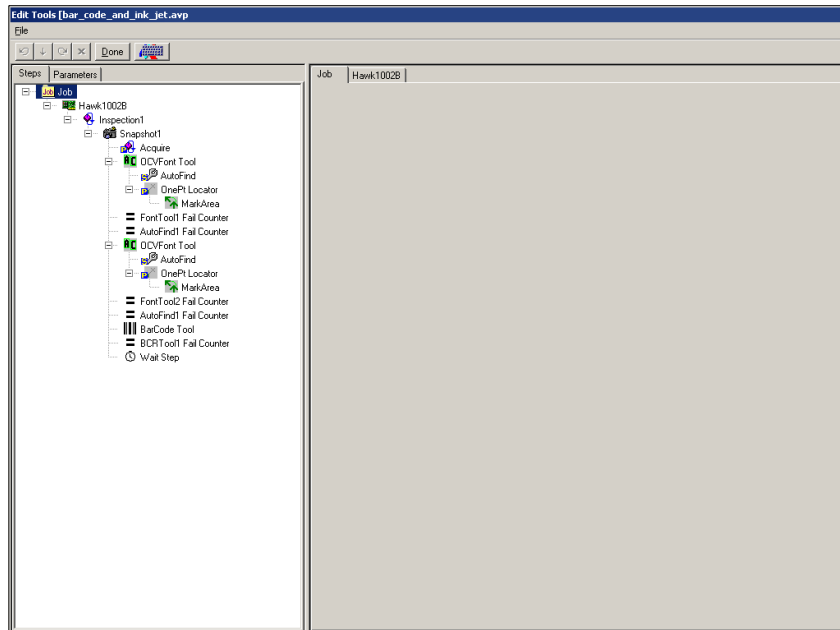 Edit Tools [bar_code_and_ink_jet.avp
File
Done
Steps Parameters
Job Hawk1002B
Job Job
Hawk1002B
Inspection1
Snapshot1
Acquire
OCVFont Tool
AutoFind
OnePt Locator
MarkArea
FontTool1 Fail Counter
AutoFind1 Fail Counter
OCVFont Tool
AutoFind
OnePt Locator
MarkArea
FontTool2 Fail Counter
AutoFind1 Fail Counter
BarCode Tool
BCRTool1 Fail Counter
Wait Step